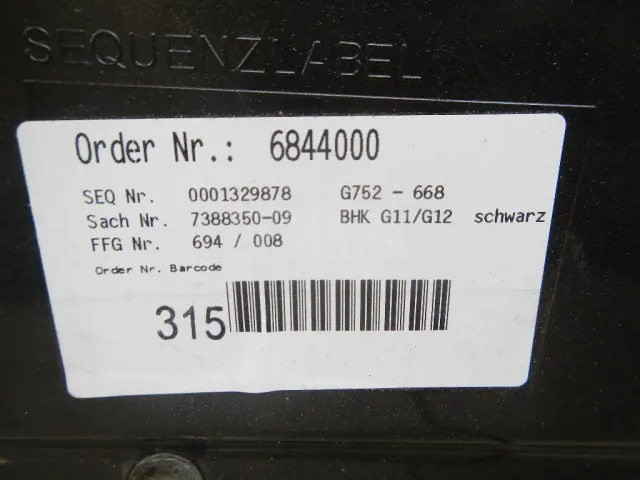 SEQUENZLABEL
Order Nr.: 6844000
SEQ Nr. 0001329878 G752 - 668
Sach Nr. 7388350-09 BHK G11/G12 schwarz
FFG Nr. 694 / 008
Order Nr. Barcode
315